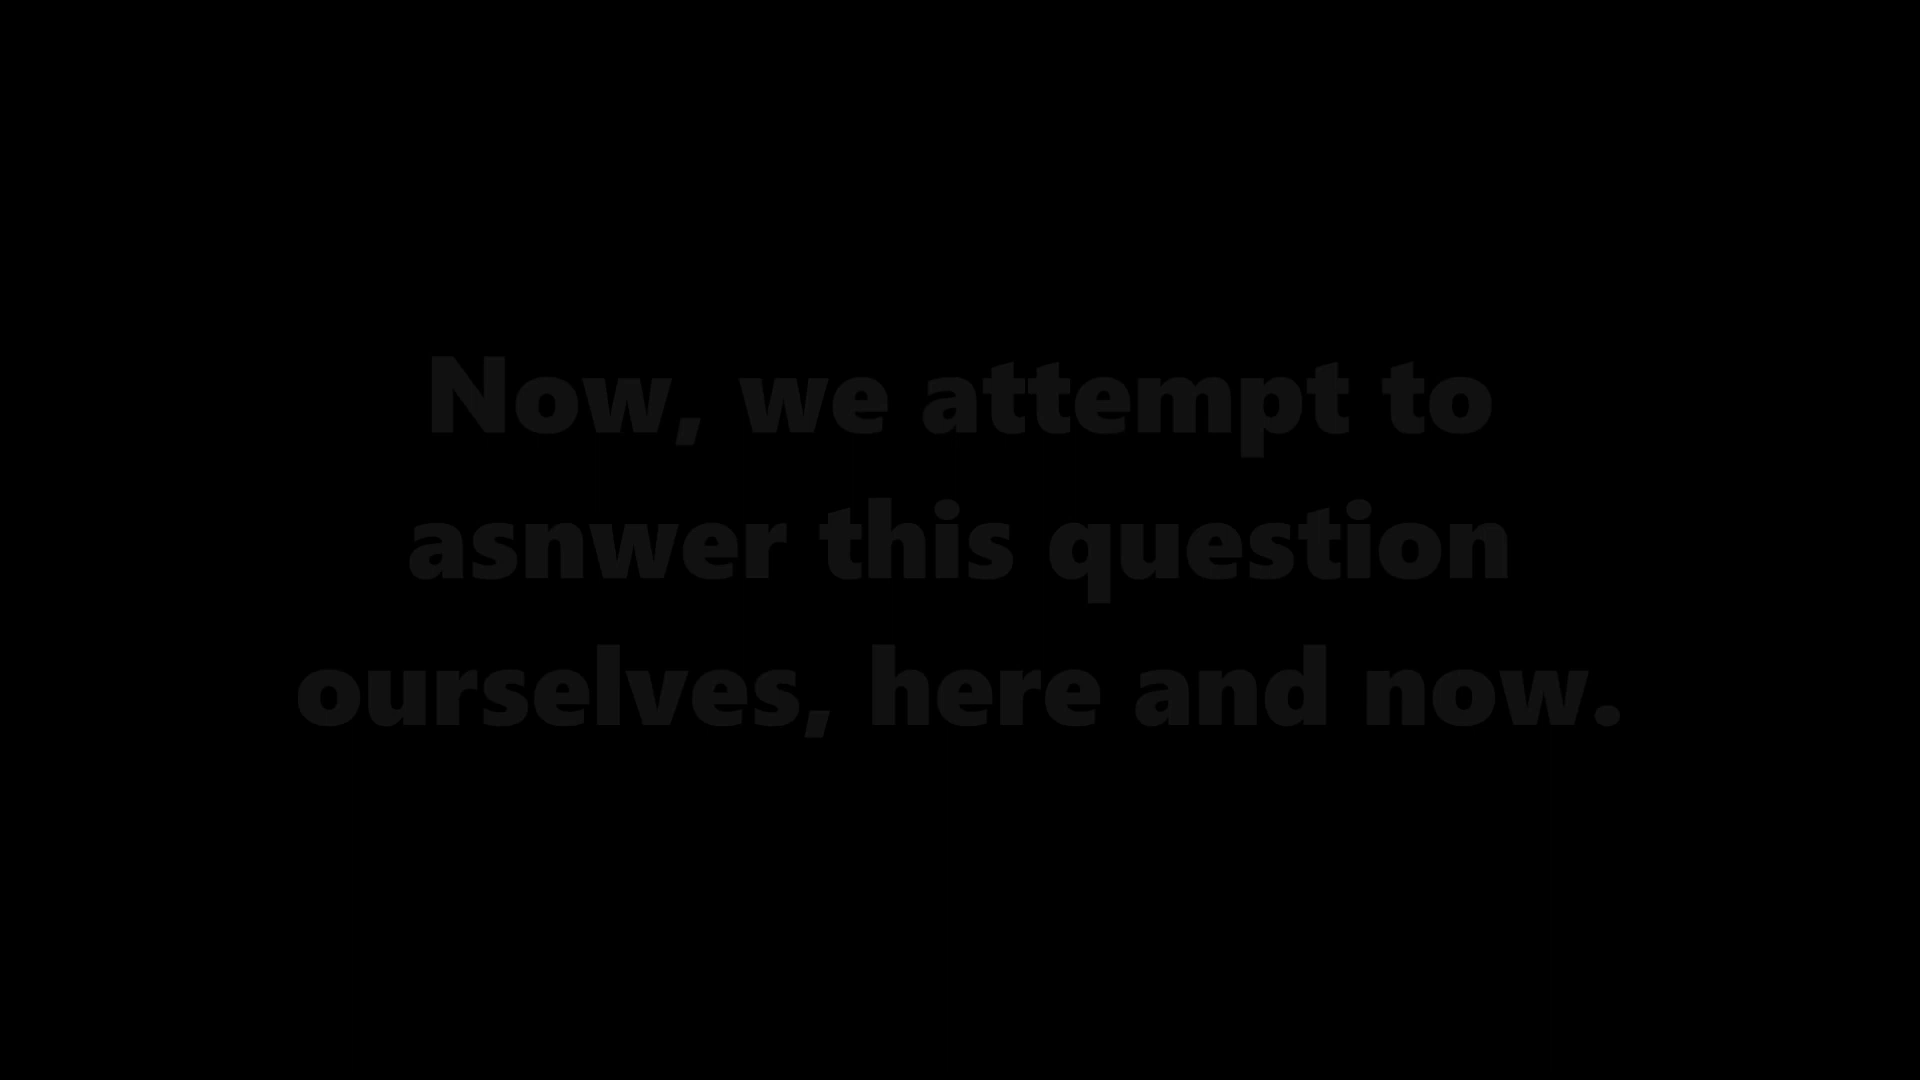 Now, we attempt to
asnwer this question
ourselves, here and now.